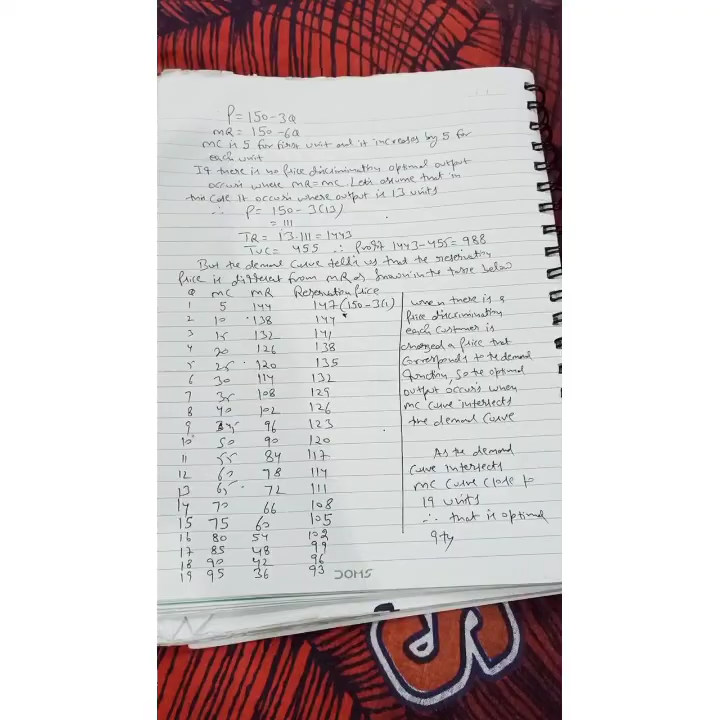 P = 150-3Q
MR = 150-6Q
MC is 5 for first unit and it increases by 5 for
each unit
If there is no price discrimination optimal output
occurs where MR=MC. Lets assume that in
this case it occurs where output is 13 units
∴ P = 150-3(13)
= 111
TR = 13.111 = 1443
TVC = 455 ∴ Profit 1443-455=988
But the demand curve tells us that the reservation
price is different from MR as shown in the table below
Q MC MR Reservation price
1 5 144 147 (150-3(1)
2 10 138 144
3 15 132 141
4 20 126 138
5 25 120 135
6 30 114 132
7 35 108 129
8 40 102 126
9 45 96 123
10 50 90 120
11 55 84 117
12 60 78 114
13 65 72 111
14 70 66 108
15 75 60 105
16 80 54 102
17 85 48 99
18 90 42 96
19 95 36 93
when there is a
price discrimination
each customer is
charged a price that
corresponds to the demand
function, so the optimal
output occurs when
MC curve intersects
the demand curve
As the demand
curve intersects
MC curve close to
19 units
∴ that is optimal
qty
DOMS